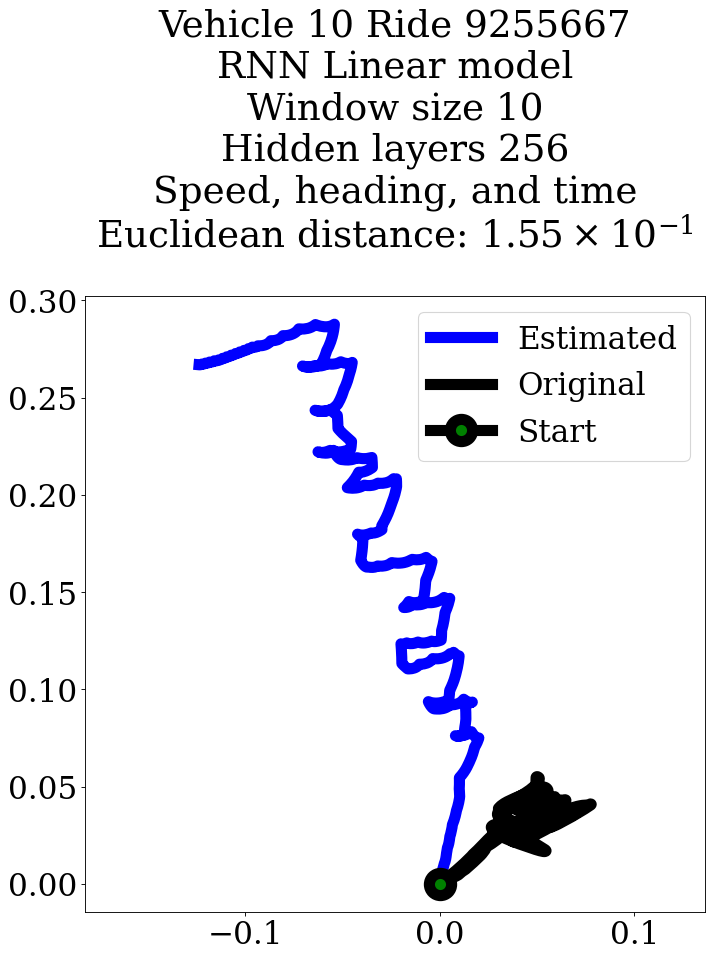 Vehicle 10 Ride 9255667
RNN Linear model
Window size 10
Hidden layers 256
Speed, heading, and time
Euclidean distance: 1.55 × 10⁻¹
0.30
Estimated
Original
Start
0.25
0.20
0.15
0.10
0.05
0.00
−0.1 0.0 0.1